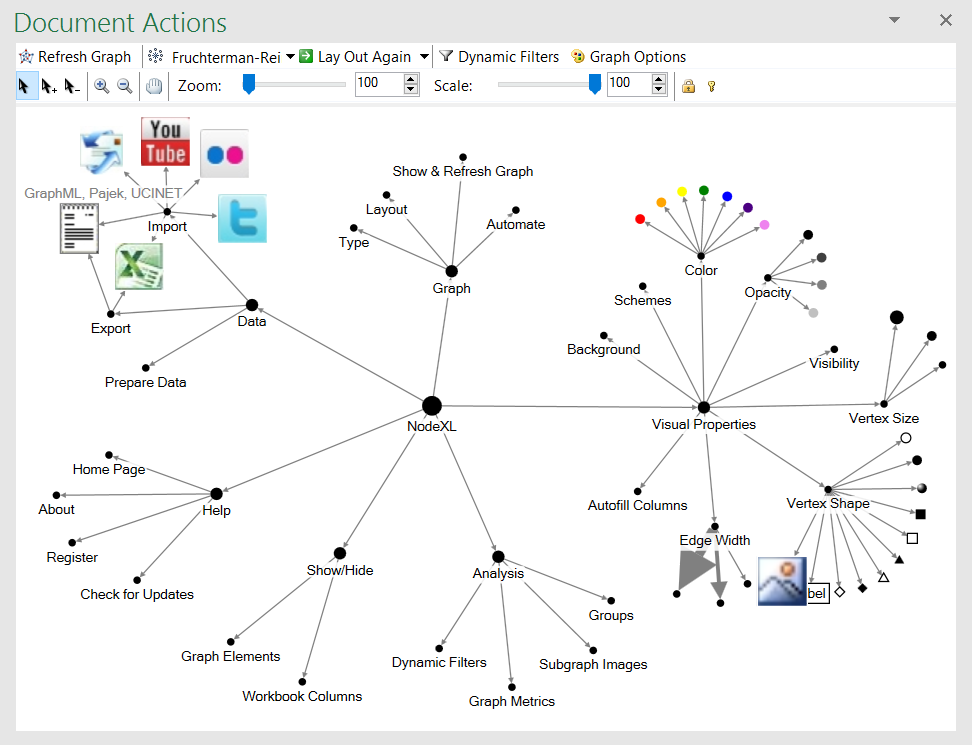 Document Actions
Refresh Graph
Fruchterman-Rei
Lay Out Again
Dynamic Filters
Graph Options
Zoom:
100
Scale:
100
You
Tube
GraphML, Pajek, UCINET
Import
Export
Data
Prepare Data
Show & Refresh Graph
Layout
Automate
Type
Graph
Color
Opacity
Schemes
Background
Visibility
Vertex Size
NodeXL
Visual Properties
Home Page
About
Help
Register
Check for Updates
Autofill Columns
Vertex Shape
Edge Width
bel
Show/Hide
Analysis
Groups
Graph Elements
Dynamic Filters
Subgraph Images
Workbook Columns
Graph Metrics